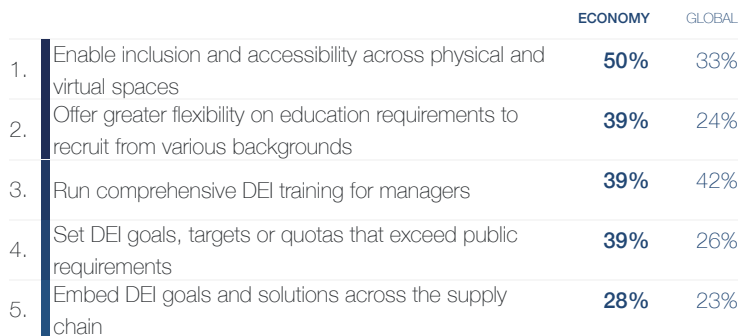 ECONOMY GLOBAL
1. Enable inclusion and accessibility across physical and 50% 33%
virtual spaces
2. Offer greater flexibility on education requirements to 39% 24%
recruit from various backgrounds
3. Run comprehensive DEI training for managers 39% 42%
4. Set DEI goals, targets or quotas that exceed public 39% 26%
requirements
5. Embed DEI goals and solutions across the supply 28% 23%
chain